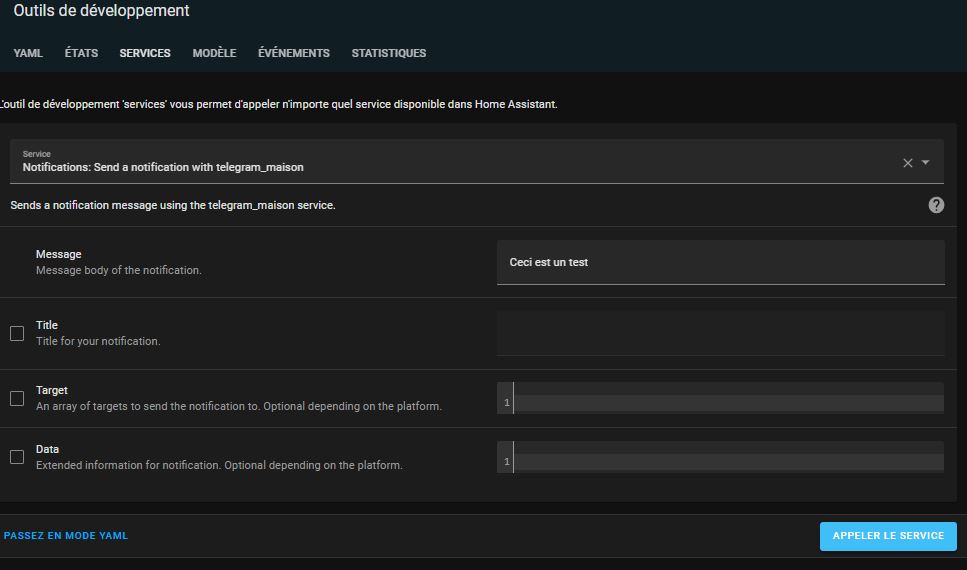 Outils de développement
YAML ÉTATS SERVICES MODÈLE ÉVÉNEMENTS STATISTIQUES
L'outil de développement 'services' vous permet d'appeler n'importe quel service disponible dans Home Assistant.
Service
Notifications: Send a notification with telegram_maison
Sends a notification message using the telegram_maison service.
Message
Message body of the notification.
Ceci est un test
Title
Title for your notification.
Target
An array of targets to send the notification to. Optional depending on the platform.
1
Data
Extended information for notification. Optional depending on the platform.
1
PASSEZ EN MODE YAML
APPELER LE SERVICE